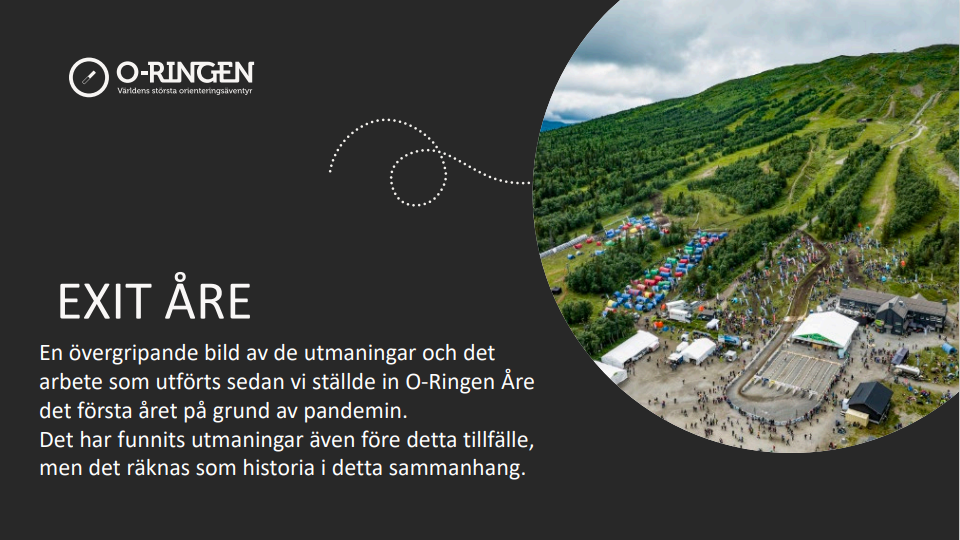 O-RINGEN
Världens största orienteringsäventyr
EXIT ÅRE
En övergripande bild av de utmaningar och det
arbete som utförts sedan vi ställde in O-Ringen Åre
det första året på grund av pandemin.
Det har funnits utmaningar även före detta tillfälle,
men det räknas som historia i detta sammanhang.